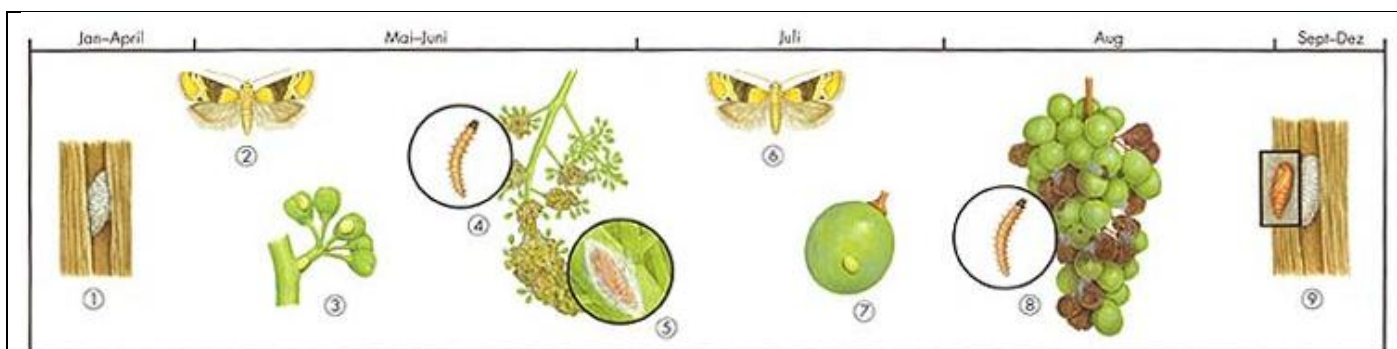 Jan–April Mai–Juni Juli Aug Sept–Dez
② ⑥
④
① ③ ⑤ ⑦ ⑧ ⑨